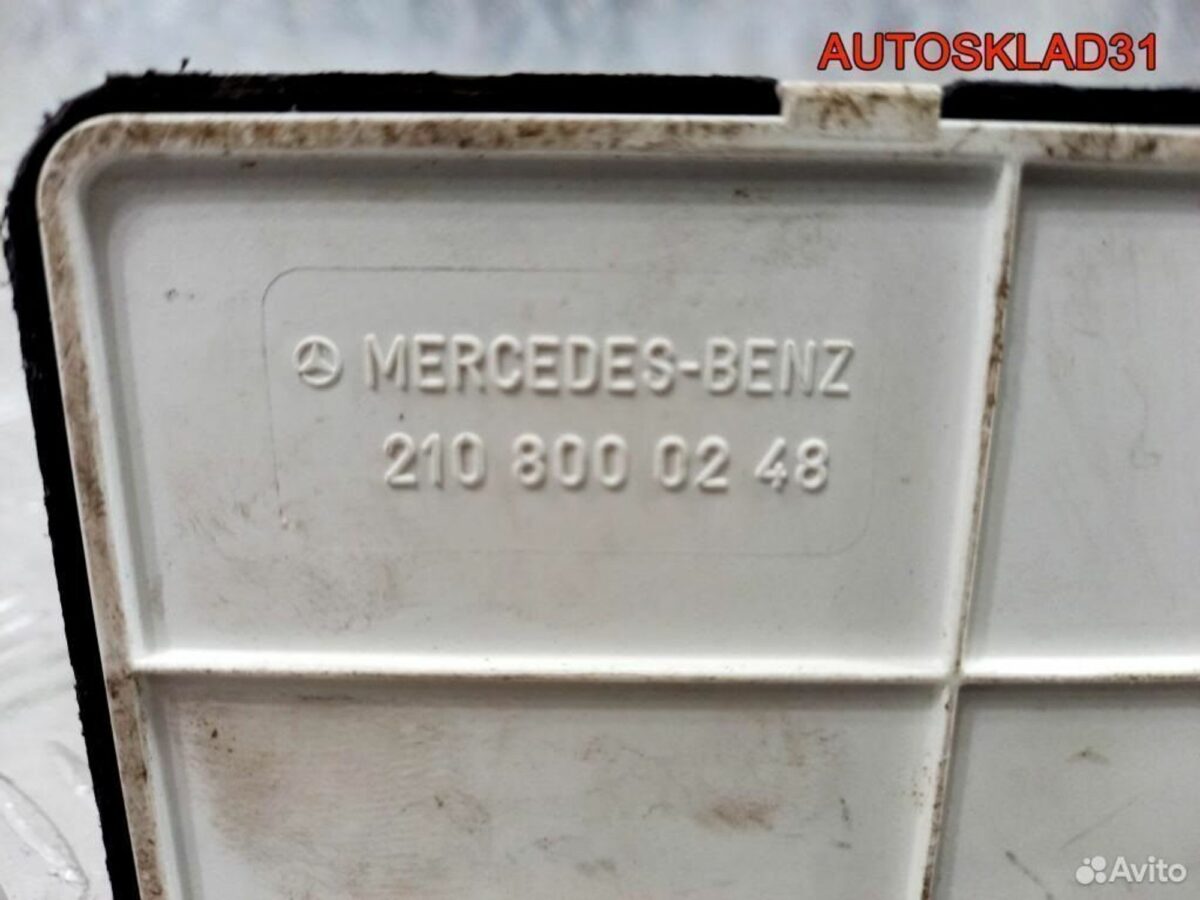 AUTOSKLAD31
MERCEDES-BENZ
210 800 02 48
Avito